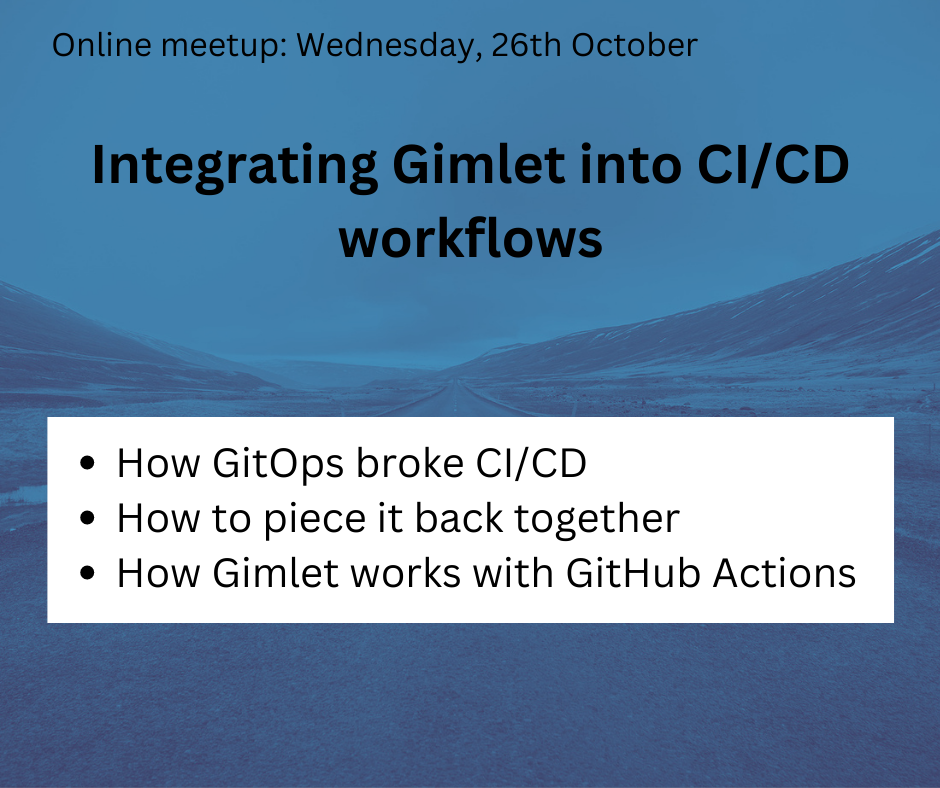 Online meetup: Wednesday, 26th October
Integrating Gimlet into CI/CD
workflows
• How GitOps broke CI/CD
• How to piece it back together
• How Gimlet works with GitHub Actions